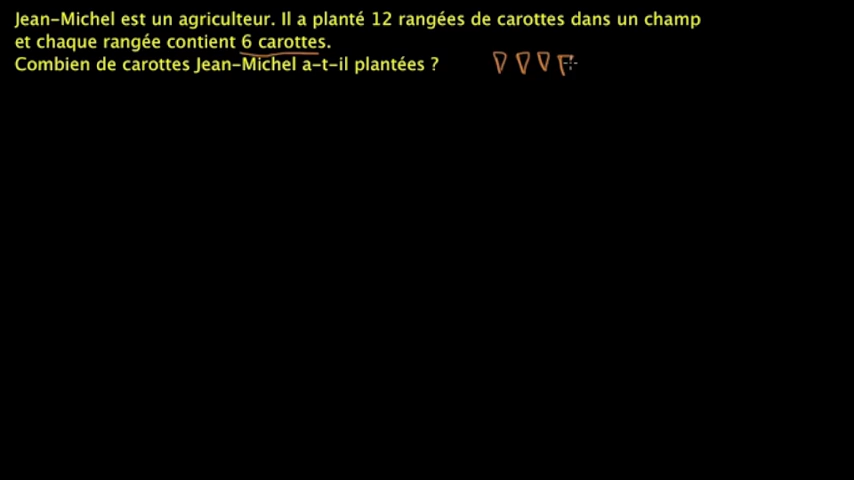 Jean-Michel est un agriculteur. Il a planté 12 rangées de carottes dans un champ
et chaque rangée contient 6 carottes.
Combien de carottes Jean-Michel a-t-il plantées ?